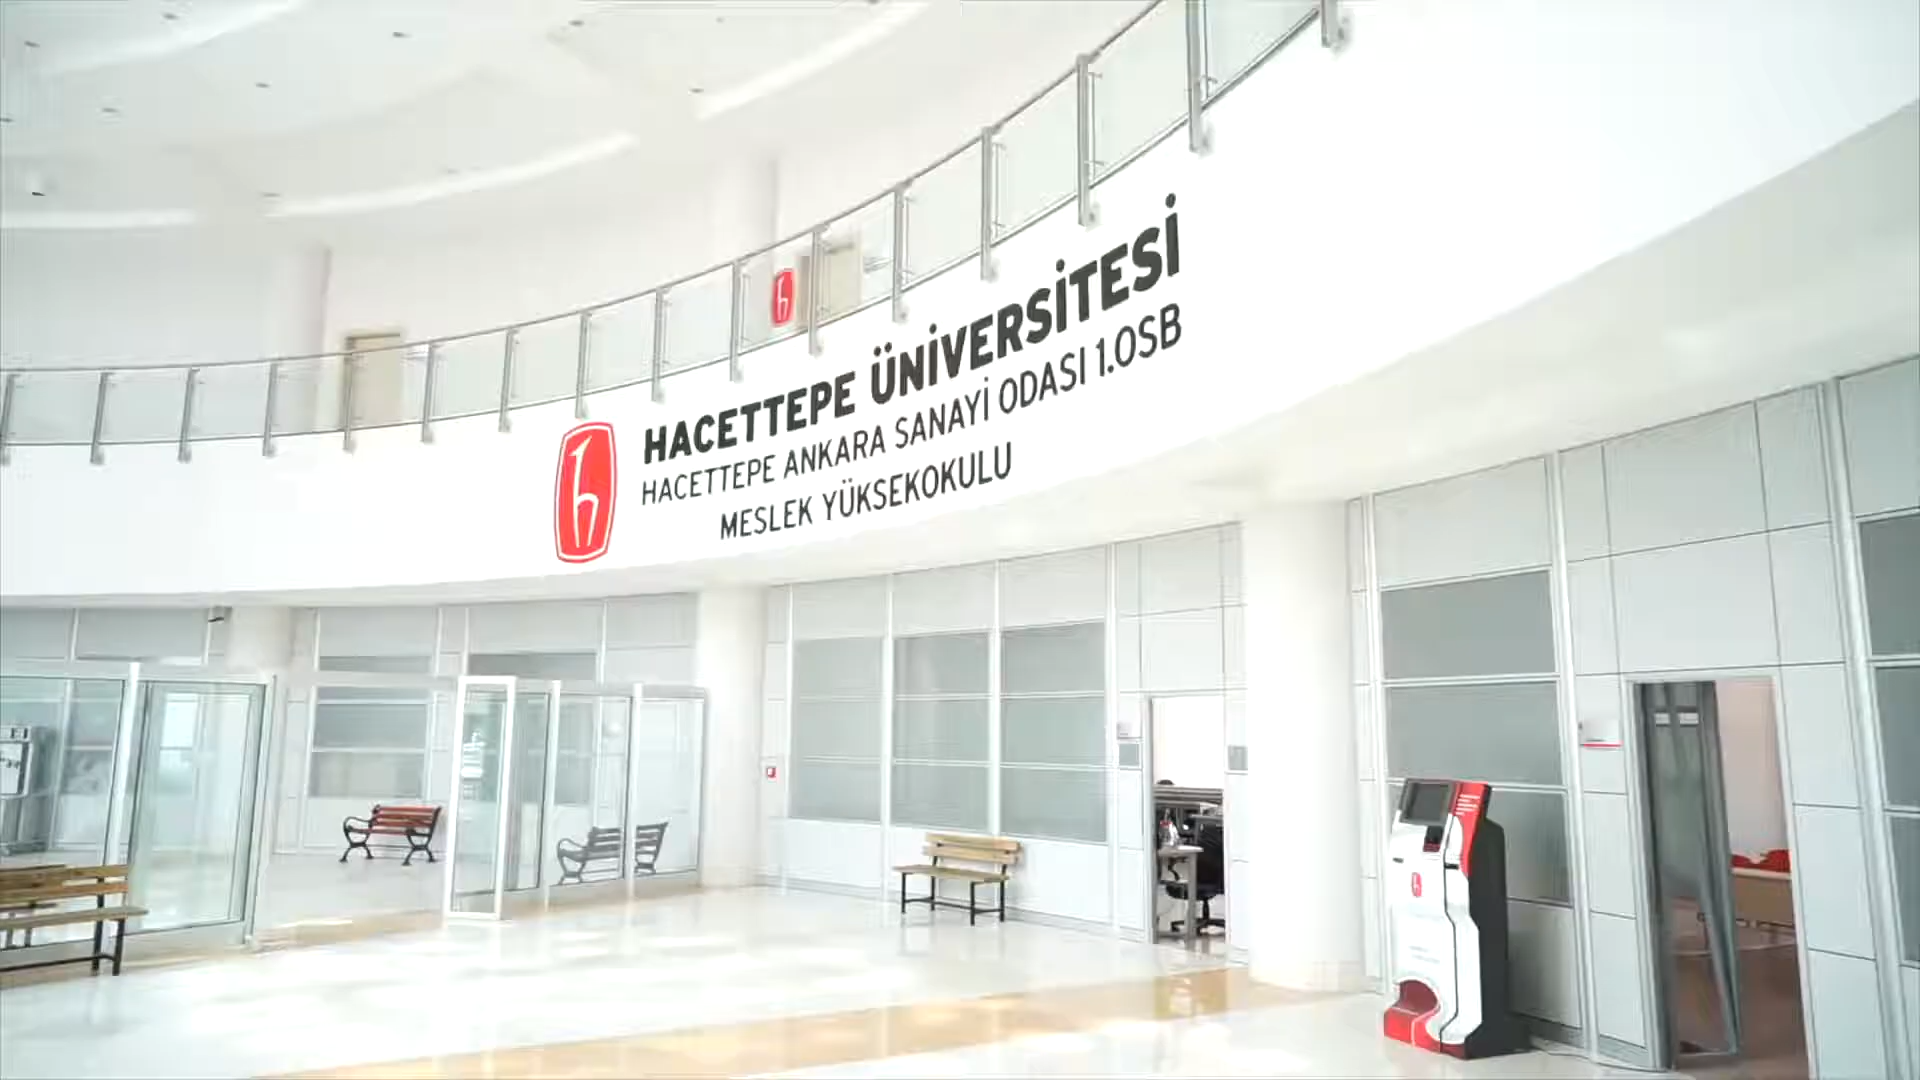 HACETTEPE ÜNİVERSİTESİ
HACETTEPE ANKARA SANAYİ ODASI 1.OSB
MESLEK YÜKSEKOKULU